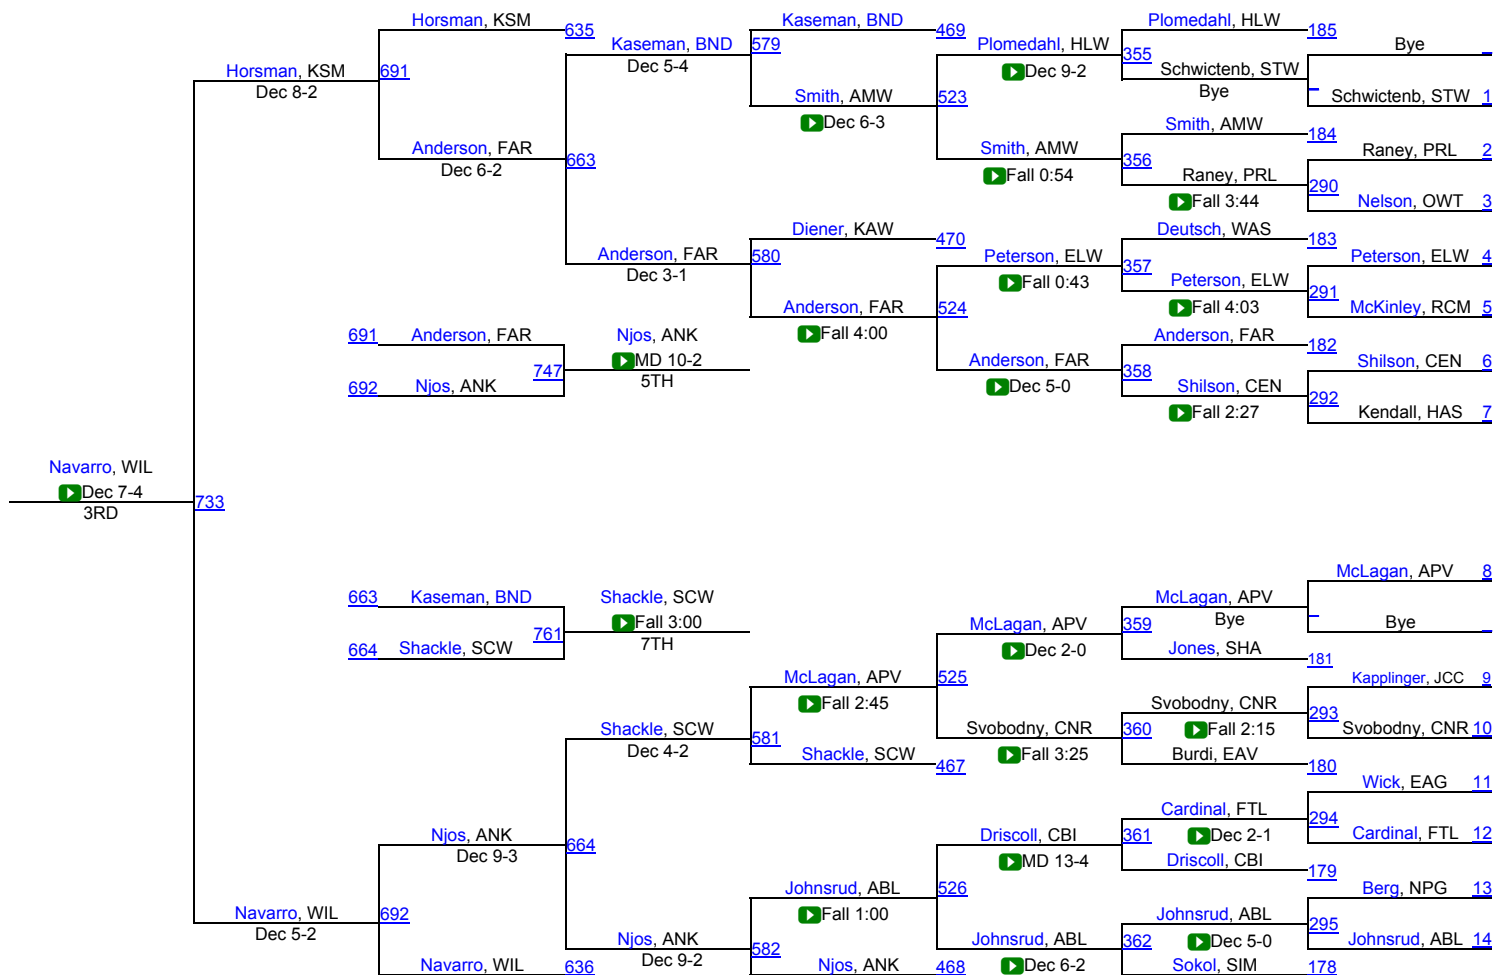 Horsman, KSM
635
Kaseman, BND
469
Plomedahl, HLW
185
Bye
Kaseman, BND
579
Dec 5-4
Plomedahl, HLW
355
Dec 9-2
Schwictenb, STW
Bye
Horsman, KSM
691
Dec 8-2
Smith, AMW
523
Dec 6-3
Schwictenb, STW 1
Smith, AMW
184
Anderson, FAR
663
Dec 6-2
Smith, AMW
356
Fall 0:54
Raney, PRL 2
Raney, PRL
290
Fall 3:44
Nelson, OWT 3
Diener, KAW
470
Deutsch, WAS
183
Anderson, FAR
580
Dec 3-1
Peterson, ELW
357
Fall 0:43
Peterson, ELW 4
Peterson, ELW
291
Fall 4:03
McKinley, RCM 5
Anderson, FAR
524
Fall 4:00
691 Anderson, FAR
Njos, ANK
MD 10-2
5TH
747
692 Njos, ANK
Anderson, FAR
182
Anderson, FAR
358
Dec 5-0
Shilson, CEN 6
Shilson, CEN
292
Fall 2:27
Kendall, HAS 7
Navarro, WIL
Dec 7-4
3RD
733
McLagan, APV 8
663 Kaseman, BND
Shackle, SCW
Fall 3:00
7TH
761
664 Shackle, SCW
McLagan, APV
Bye
Bye
McLagan, APV
359
Dec 2-0
Jones, SHA
181
McLagan, APV
525
Fall 2:45
Kapplinger, JCC 9
Svobodny, CNR
293
Fall 2:15
Svobodny, CNR 10
Shackle, SCW
581
Dec 4-2
Svobodny, CNR
360
Fall 3:25
Shackle, SCW
467
Burdi, EAV
180
Wick, EAG 11
Cardinal, FTL
294
Dec 2-1
Cardinal, FTL 12
Njos, ANK
664
Dec 9-3
Driscoll, CBI
361
MD 13-4
Driscoll, CBI
179
Johnsrud, ABL
526
Fall 1:00
Berg, NPG 13
Navarro, WIL
692
Dec 5-2
Johnsrud, ABL
295
Dec 5-0
Johnsrud, ABL 14
Njos, ANK
582
Dec 9-2
Johnsrud, ABL
362
Dec 6-2
Navarro, WIL
636
Njos, ANK
468
Sokol, SIM
178